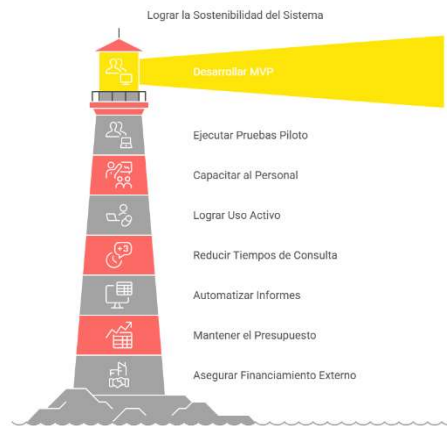 Lograr la Sostenibilidad del Sistema
Desarrollar MVP
Ejecutar Pruebas Piloto
Capacitar al Personal
Lograr Uso Activo
+3
Reducir Tiempos de Consulta
Automatizar Informes
Mantener el Presupuesto
Asegurar Financiamiento Externo